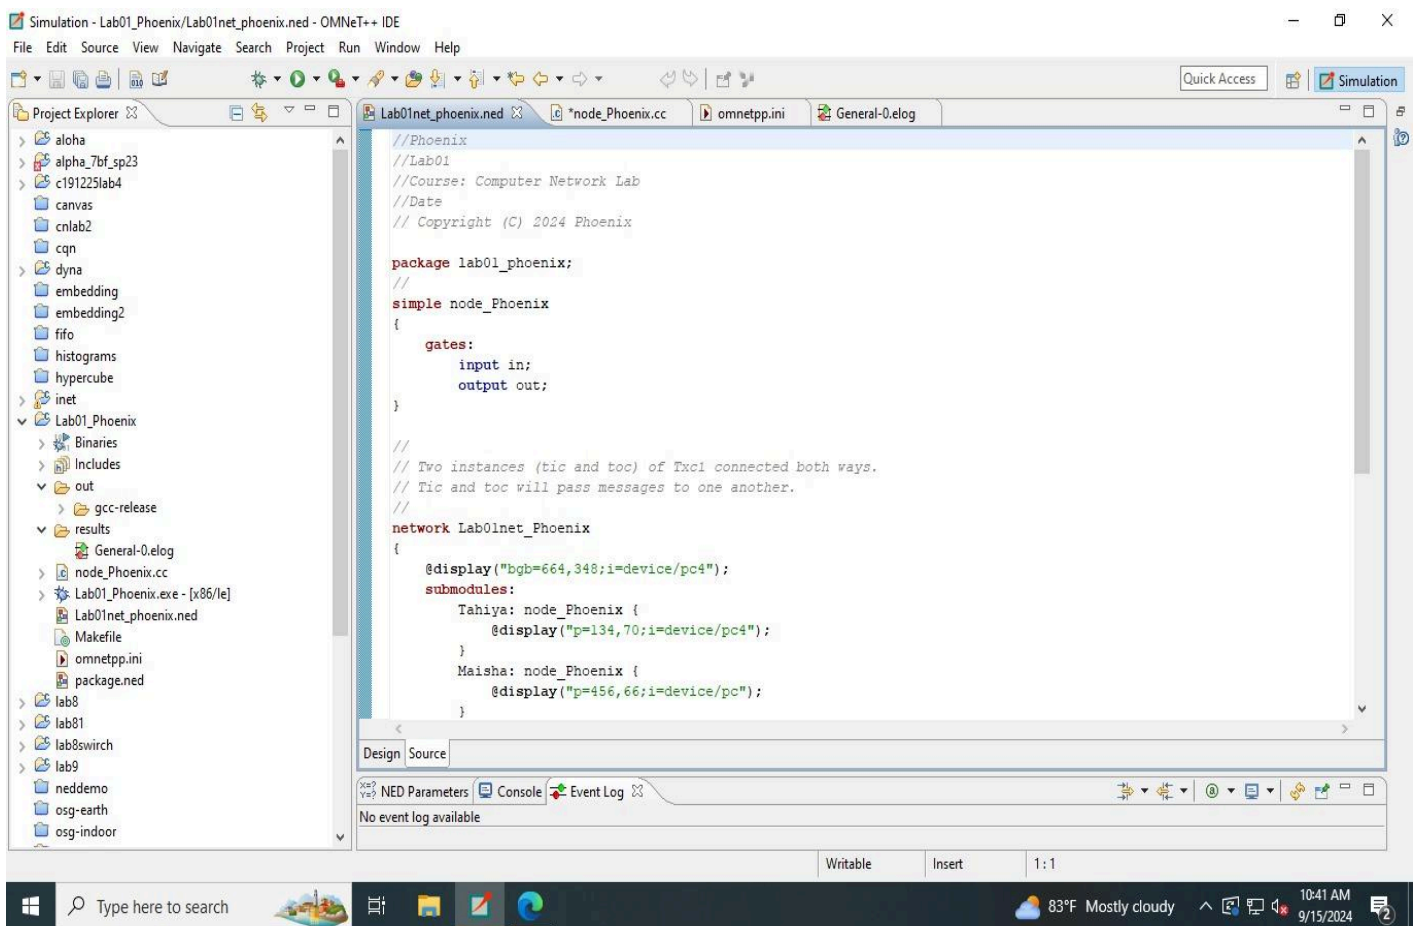 Simulation - Lab01_Phoenix/Lab01net_phoenix.ned - OMNeT++ IDE
File Edit Source View Navigate Search Project Run Window Help
Quick Access
Simulation
Project Explorer
aloha
alpha_7bf_sp23
c191225lab4
canvas
cnlab2
cqn
dyna
embedding
embedding2
fifo
histograms
hypercube
inet
Lab01_Phoenix
Binaries
Includes
out
gcc-release
results
General-0.elog
node_Phoenix.cc
Lab01_Phoenix.exe - [x86/le]
Lab01net_phoenix.ned
Makefile
omnetpp.ini
package.ned
lab8
lab81
lab8swirch
lab9
neddemo
osg-earth
osg-indoor
Lab01net_phoenix.ned *node_Phoenix.cc omnetpp.ini General-0.elog
//Phoenix
//Lab01
//Course: Computer Network Lab
//Date
// Copyright (C) 2024 Phoenix
package lab01_phoenix;
//
simple node_Phoenix
{
gates:
input in;
output out;
}
//
// Two instances (tic and toc) of Txc1 connected both ways.
// Tic and toc will pass messages to one another.
//
network Lab01net_Phoenix
{
@display("bgb=664,348;i=device/pc4");
submodules:
Tahiya: node_Phoenix {
@display("p=134,70;i=device/pc4");
}
Maisha: node_Phoenix {
@display("p=456,66;i=device/pc");
}
Design Source
NED Parameters Console Event Log
No event log available
Writable Insert 1:1
Type here to search
83°F Mostly cloudy
10:41 AM
9/15/2024
2